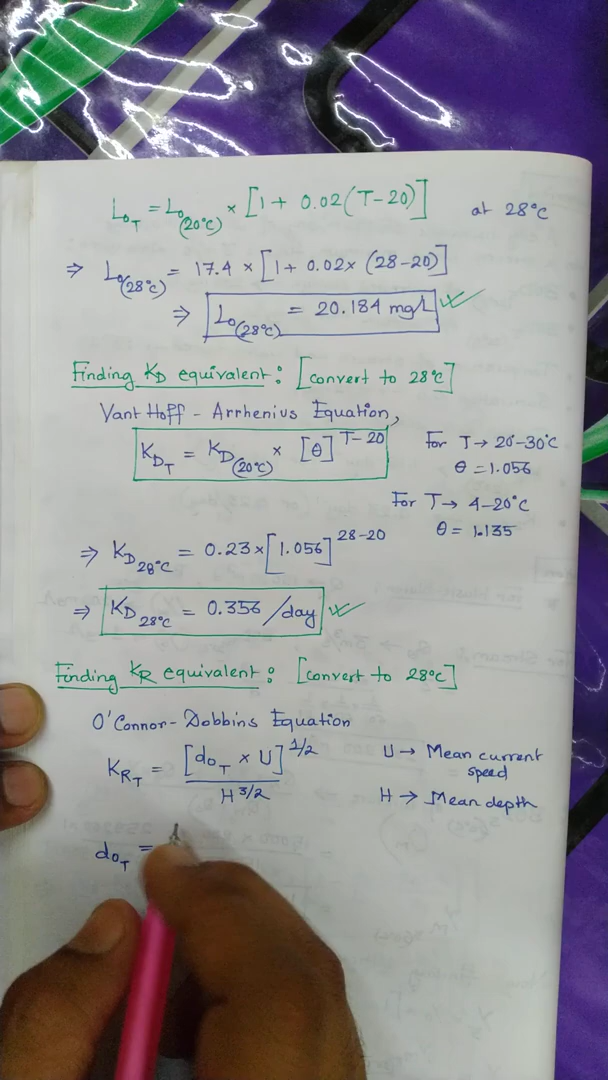 L₀T = L₀(20°C) × [1 + 0.02(T-20)] at 28°C
⇒ L₀(28°C) = 17.4 × [1 + 0.02 × (28-20)]
⇒ L₀(28°C) = 20.184 mg/L
Finding KD equivalent : [convert to 28°C]
Vant Hoff - Arrhenius Equation,
KDT = KD(20°C) × [θ]^T-20 For T → 20-30°C
θ = 1.056
For T → 4-20°C
θ = 1.135
⇒ KD28°C = 0.23 × [1.056]^28-20
⇒ KD28°C = 0.356 /day
Finding KR equivalent : [convert to 28°C]
O'Connor - Dobbins Equation
KRT = [d₀T × U]^1/2 / H^3/2 U → Mean current speed
H → Mean depth
d₀T =